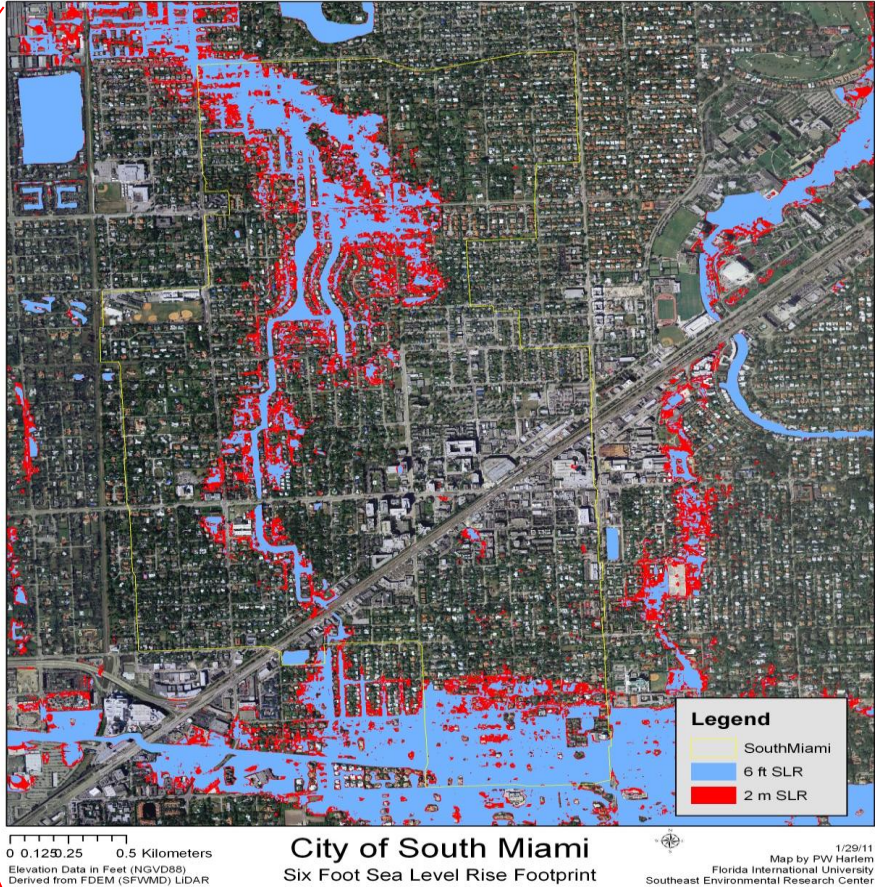 Legend
SouthMiami
6 ft SLR
2 m SLR
0 0.1250.25 0.5 Kilometers
Elevation Data in Feet (NGVD88)
Derived from FDEM (SFWMD) LiDAR
City of South Miami
Six Foot Sea Level Rise Footprint
1/29/11
Map by PW Harlem
Florida International University
Southeast Environmental Research Center